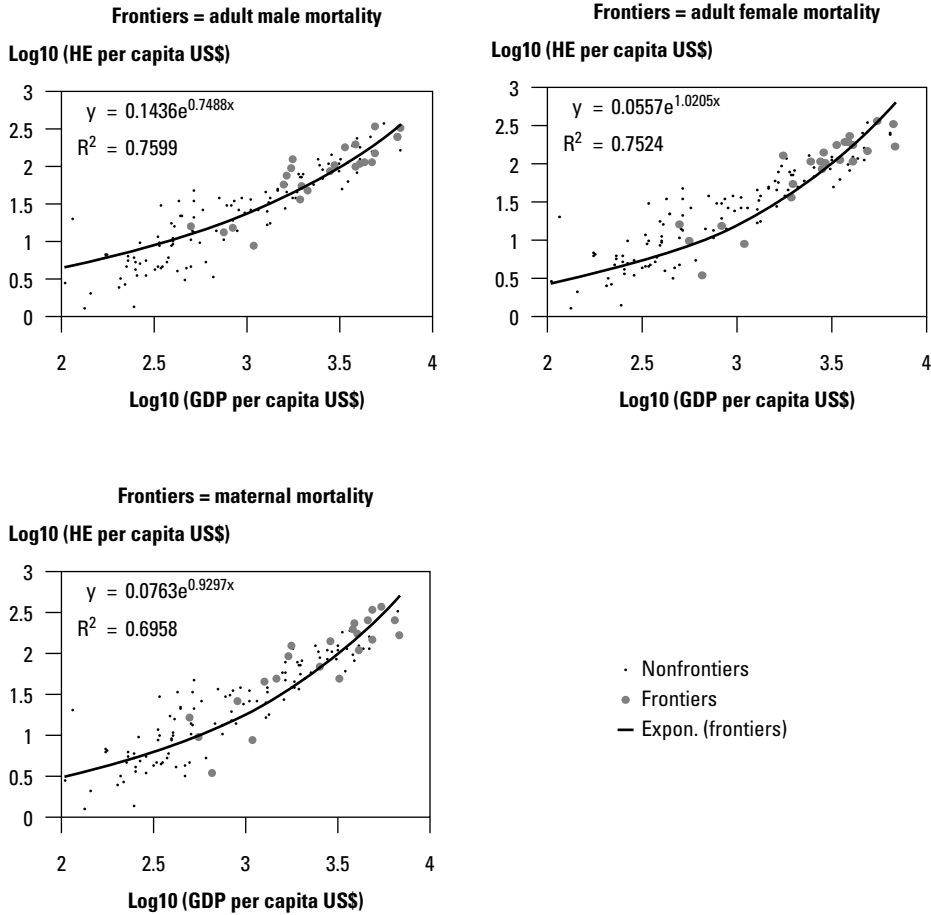 Frontiers = adult male mortality
Log10 (HE per capita US$)
y = 0.1436e^0.7488x
R² = 0.7599
3
2.5
2
1.5
1
0.5
0
2 2.5 3 3.5 4
Log10 (GDP per capita US$)
Frontiers = adult female mortality
Log10 (HE per capita US$)
y = 0.0557e^1.0205x
R² = 0.7524
3
2.5
2
1.5
1
0.5
0
2 2.5 3 3.5 4
Log10 (GDP per capita US$)
Frontiers = maternal mortality
Log10 (HE per capita US$)
y = 0.0763e^0.9297x
R² = 0.6958
3
2.5
2
1.5
1
0.5
0
2 2.5 3 3.5 4
Log10 (GDP per capita US$)
Nonfrontiers
Frontiers
Expon. (frontiers)